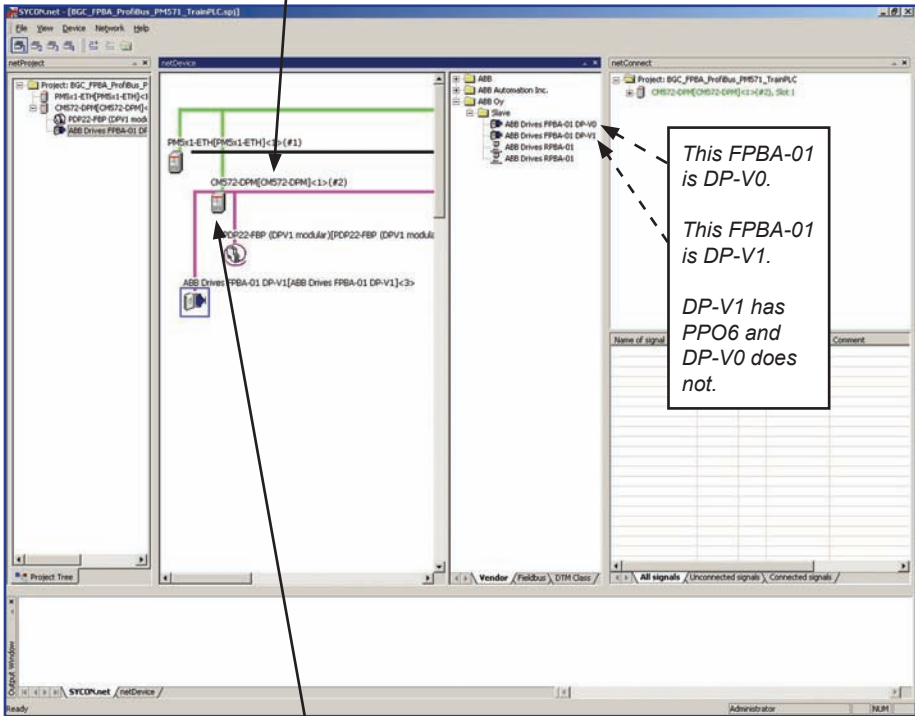 SYCON.net - [BGC_FPBA_ProfiBus_PM571_TrainPLC.spj]
File View Device Network Help
netProject
Project: BGC_FPBA_ProfiBus_P
PM5x1-ETH[PM5x1-ETH]<1
CM572-DPM[CM572-DPM]<
PDP22-FBP (DPV1 modu
ABB Drives FPBA-01 DP
Project Tree
netDevice
PM5x1-ETH[PM5x1-ETH]<1>(#1)
CM572-DPM[CM572-DPM]<1>(#2)
PDP22-FBP (DPV1 modular)[PDP22-FBP (DPV1 modula
ABB Drives FPBA-01 DP-V1[ABB Drives FPBA-01 DP-V1]<3>
ABB
ABB Automation Inc.
ABB Oy
Slave
ABB Drives FPBA-01 DP-V0
ABB Drives FPBA-01 DP-V1
ABB Drives RPBA-01
ABB Drives RPBA-01
Vendor Fieldbus DTM Class
netConnect
Project: BGC_FPBA_ProfiBus_PM571_TrainPLC
CM572-DPM[CM572-DPM]<1>(#2), Slot 1
This FPBA-01
is DP-V0.
This FPBA-01
is DP-V1.
DP-V1 has
PPO6 and
DP-V0 does
not.
Name of signal Comment
All signals Unconnected signals Connected signals
Output Window
SYCON.net netDevice
Ready Administrator NUM